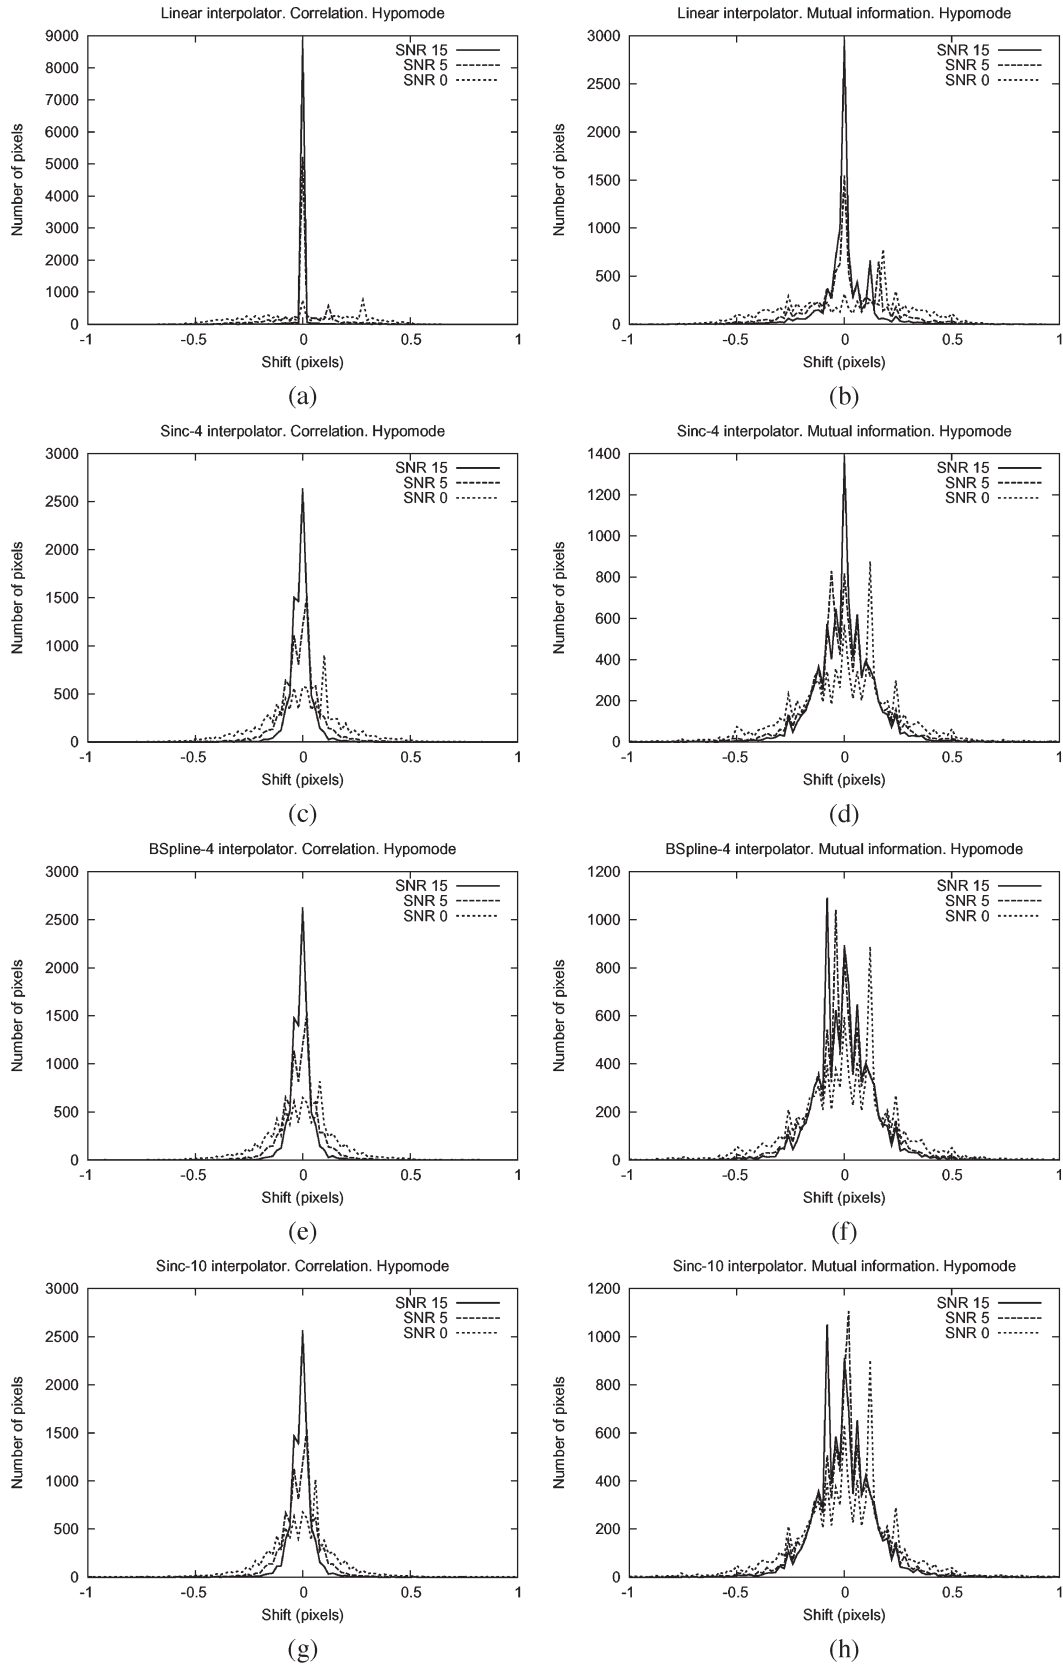 Linear interpolator. Correlation. Hypomode
9000
8000
7000
6000
5000
4000
3000
2000
1000
0
Number of pixels
SNR 15
SNR 5
SNR 0
-1
-0.5
0
0.5
1
Shift (pixels)
(a)
Linear interpolator. Mutual information. Hypomode
3000
2500
2000
1500
1000
500
0
Number of pixels
SNR 15
SNR 5
SNR 0
-1
-0.5
0
0.5
1
Shift (pixels)
(b)
Sinc-4 interpolator. Correlation. Hypomode
3000
2500
2000
1500
1000
500
0
Number of pixels
SNR 15
SNR 5
SNR 0
-1
-0.5
0
0.5
1
Shift (pixels)
(c)
Sinc-4 interpolator. Mutual information. Hypomode
1400
1200
1000
800
600
400
200
0
Number of pixels
SNR 15
SNR 5
SNR 0
-1
-0.5
0
0.5
1
Shift (pixels)
(d)
BSpline-4 interpolator. Correlation. Hypomode
3000
2500
2000
1500
1000
500
0
Number of pixels
SNR 15
SNR 5
SNR 0
-1
-0.5
0
0.5
1
Shift (pixels)
(e)
BSpline-4 interpolator. Mutual information. Hypomode
1200
1000
800
600
400
200
0
Number of pixels
SNR 15
SNR 5
SNR 0
-1
-0.5
0
0.5
1
Shift (pixels)
(f)
Sinc-10 interpolator. Correlation. Hypomode
3000
2500
2000
1500
1000
500
0
Number of pixels
SNR 15
SNR 5
SNR 0
-1
-0.5
0
0.5
1
Shift (pixels)
(g)
Sinc-10 interpolator. Mutual information. Hypomode
1200
1000
800
600
400
200
0
Number of pixels
SNR 15
SNR 5
SNR 0
-1
-0.5
0
0.5
1
Shift (pixels)
(h)